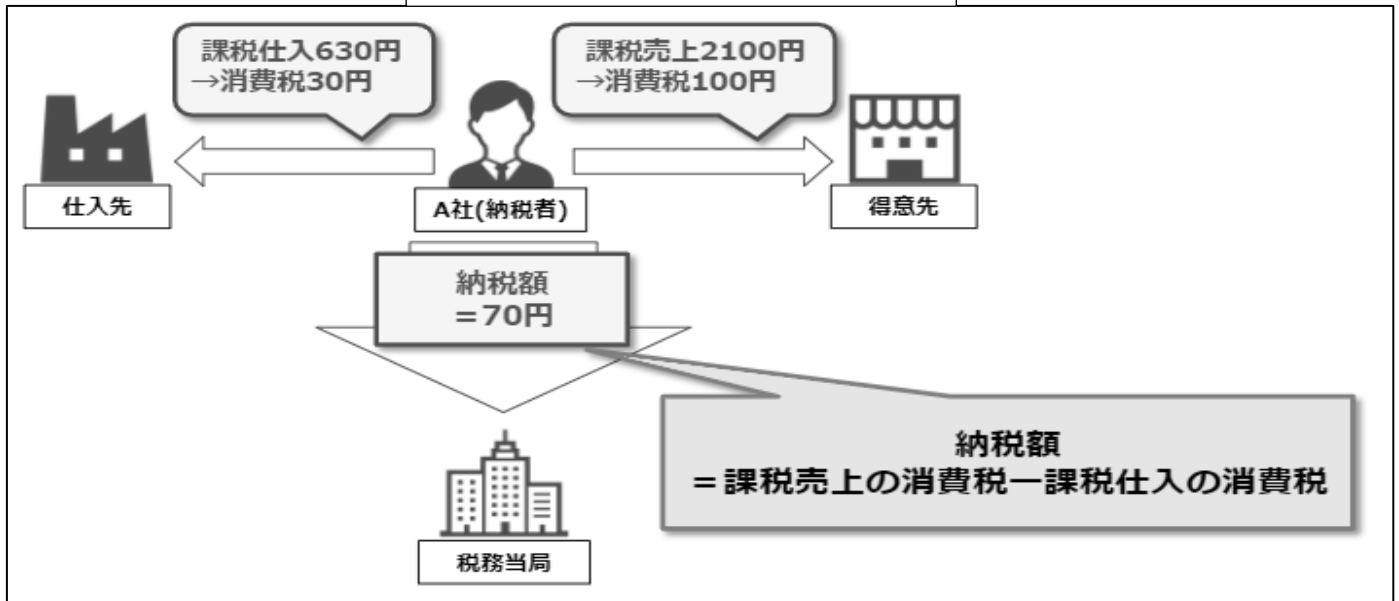 課税仕入630円
→消費税30円
課税売上2100円
→消費税100円
仕入先
A社(納税者)
得意先
納税額
=70円
納税額
=課税売上の消費税ー課税仕入の消費税
税務当局